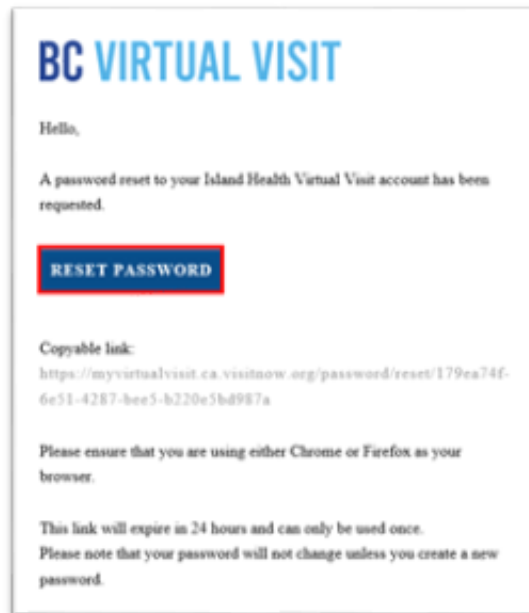 BC VIRTUAL VISIT
Hello,
A password reset to your Island Health Virtual Visit account has been
requested.
RESET PASSWORD
Copyable link:
https://myvirtualvisit.ca.visitnow.org/password/reset/179ea74f-
6e51-4287-bee5-b220e5bd987a
Please ensure that you are using either Chrome or Firefox as your
browser.
This link will expire in 24 hours and can only be used once.
Please note that your password will not change unless you create a new
password.